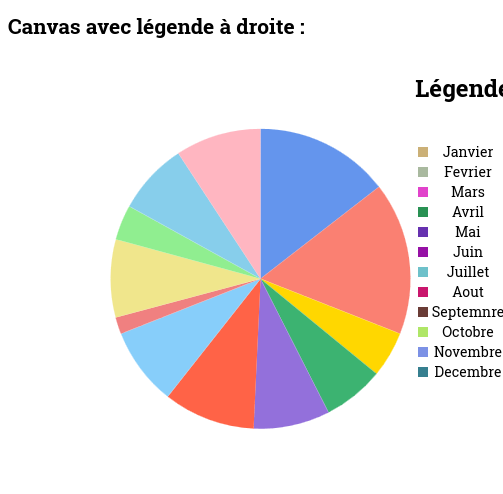 Canvas avec légende à droite :
Légende
Janvier
Fevrier
Mars
Avril
Mai
Juin
Juillet
Aout
Septemnre
Octobre
Novembre
Decembre